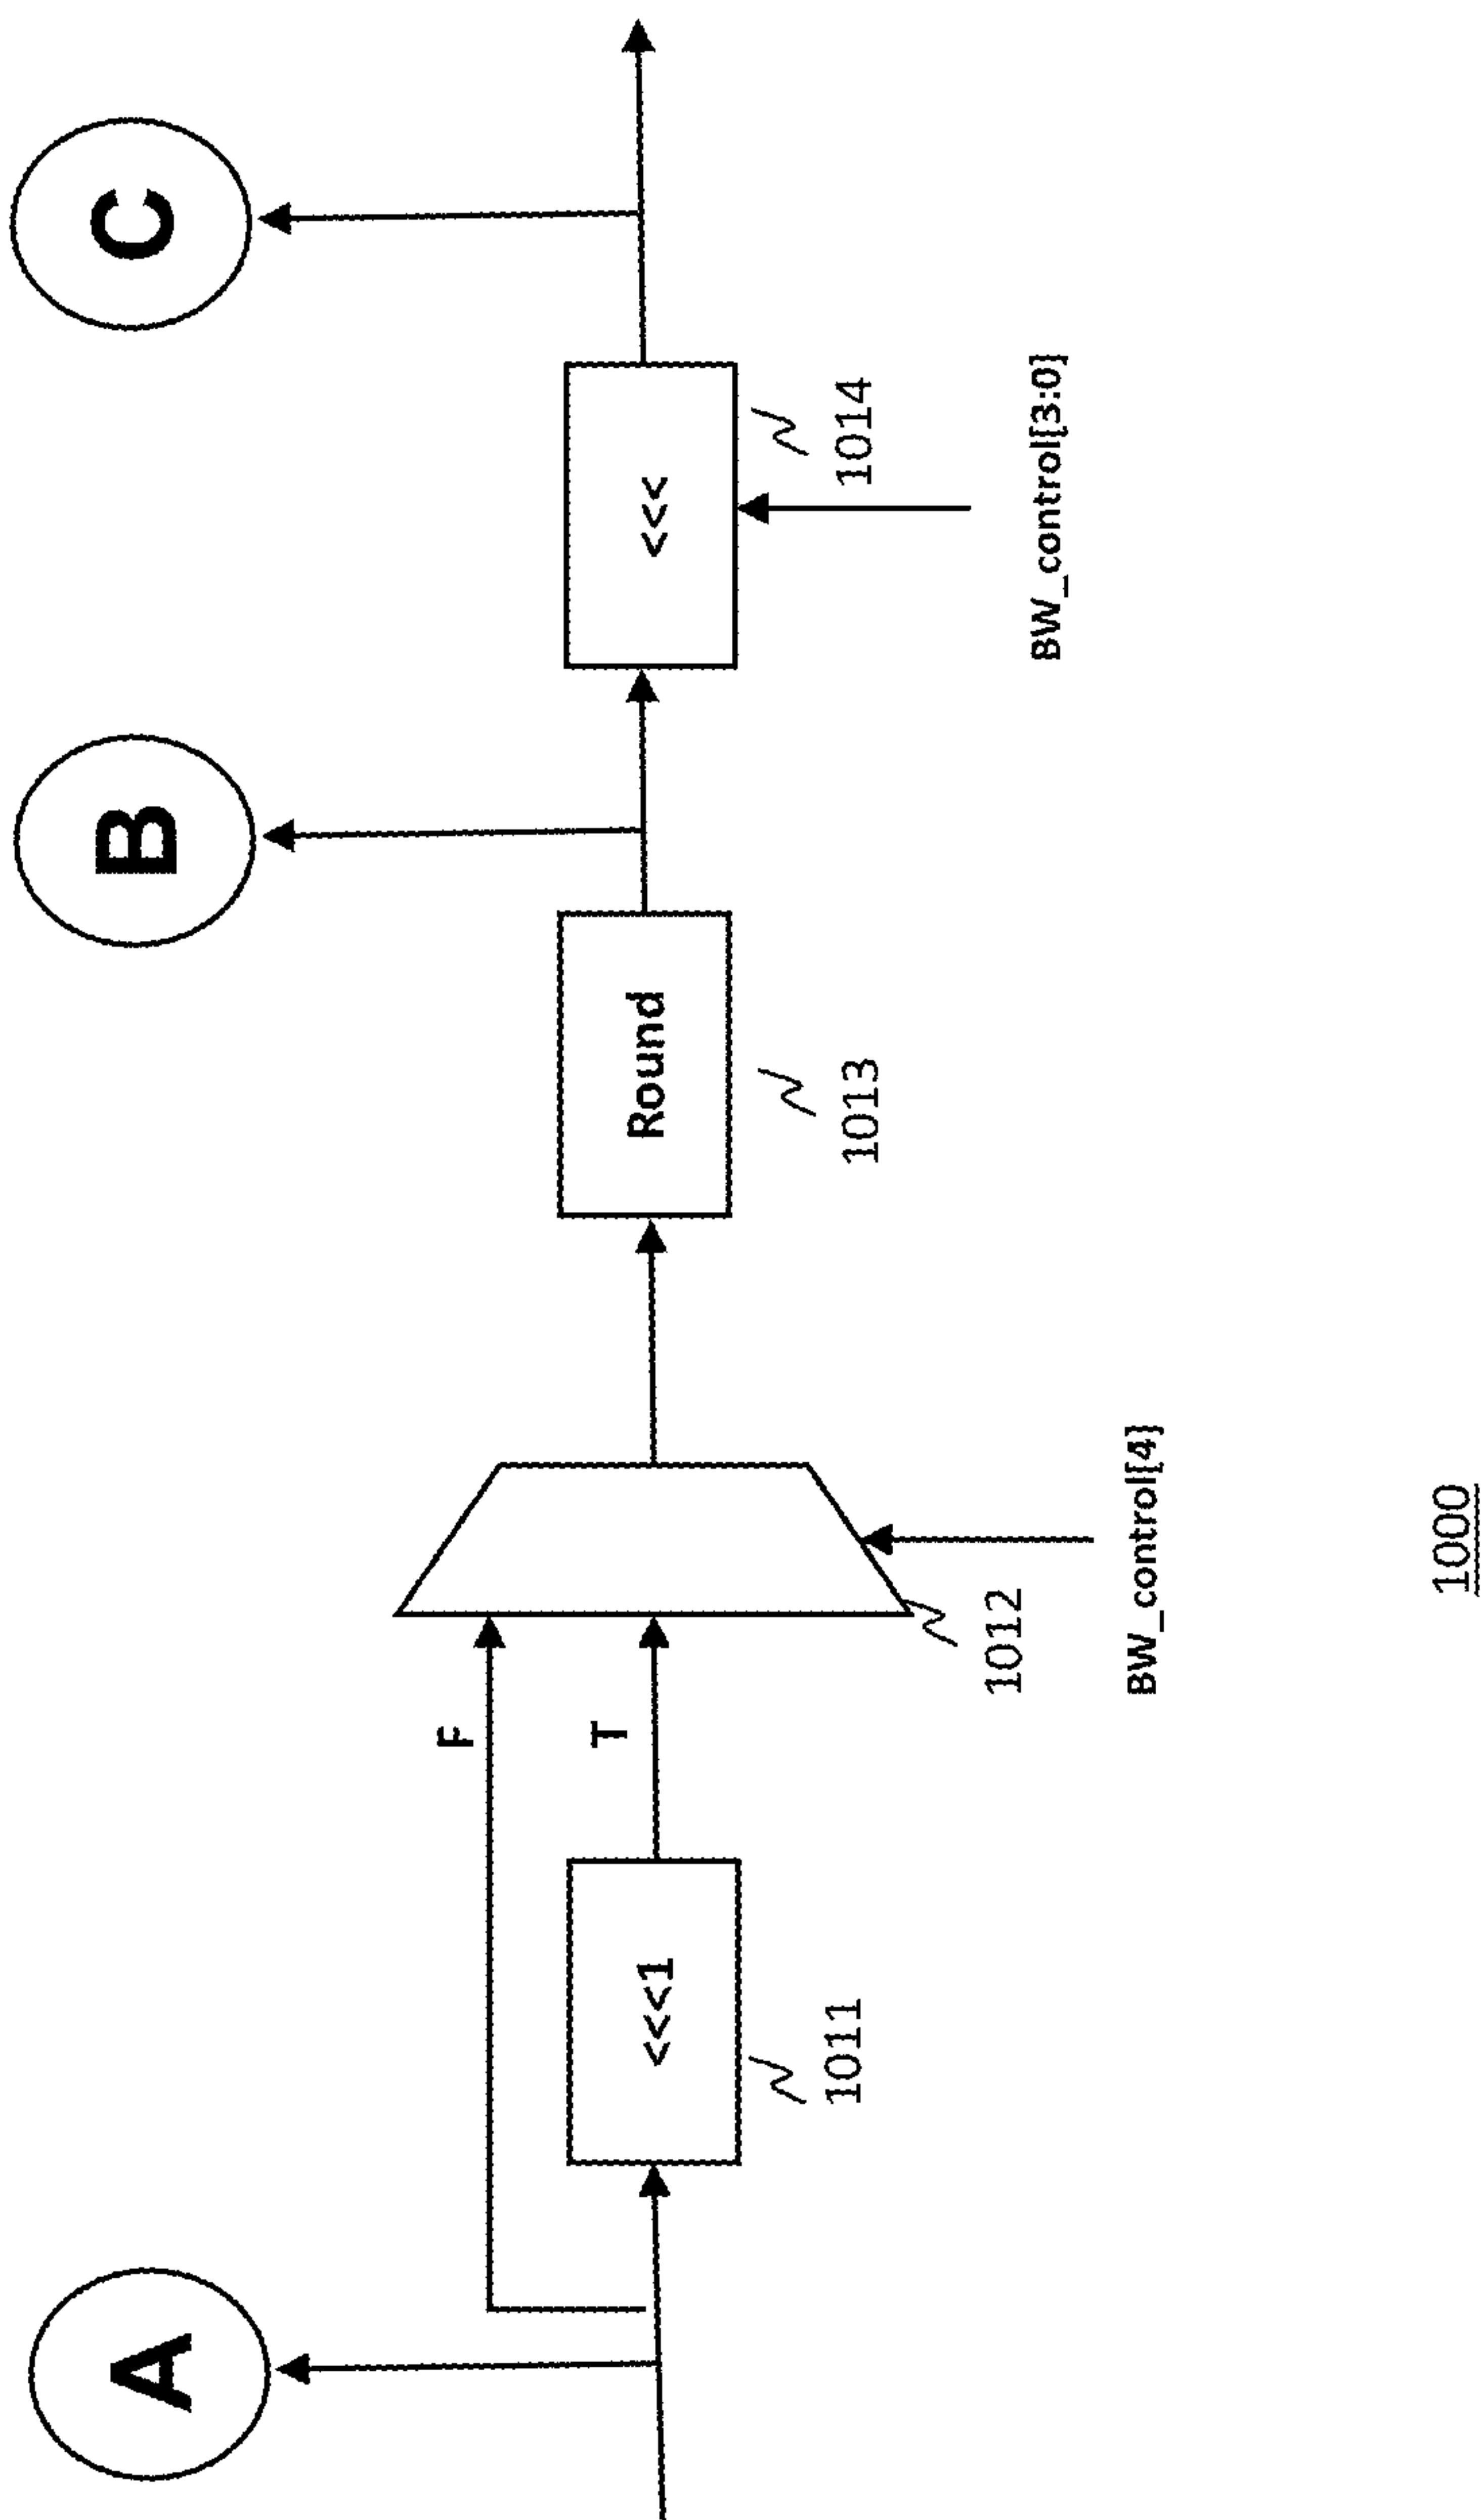 A
B
C
F
T
<<<1
Round
<<<
1011
1012
1013
1014
BW_control[4]
BW_control[3:0]
1000